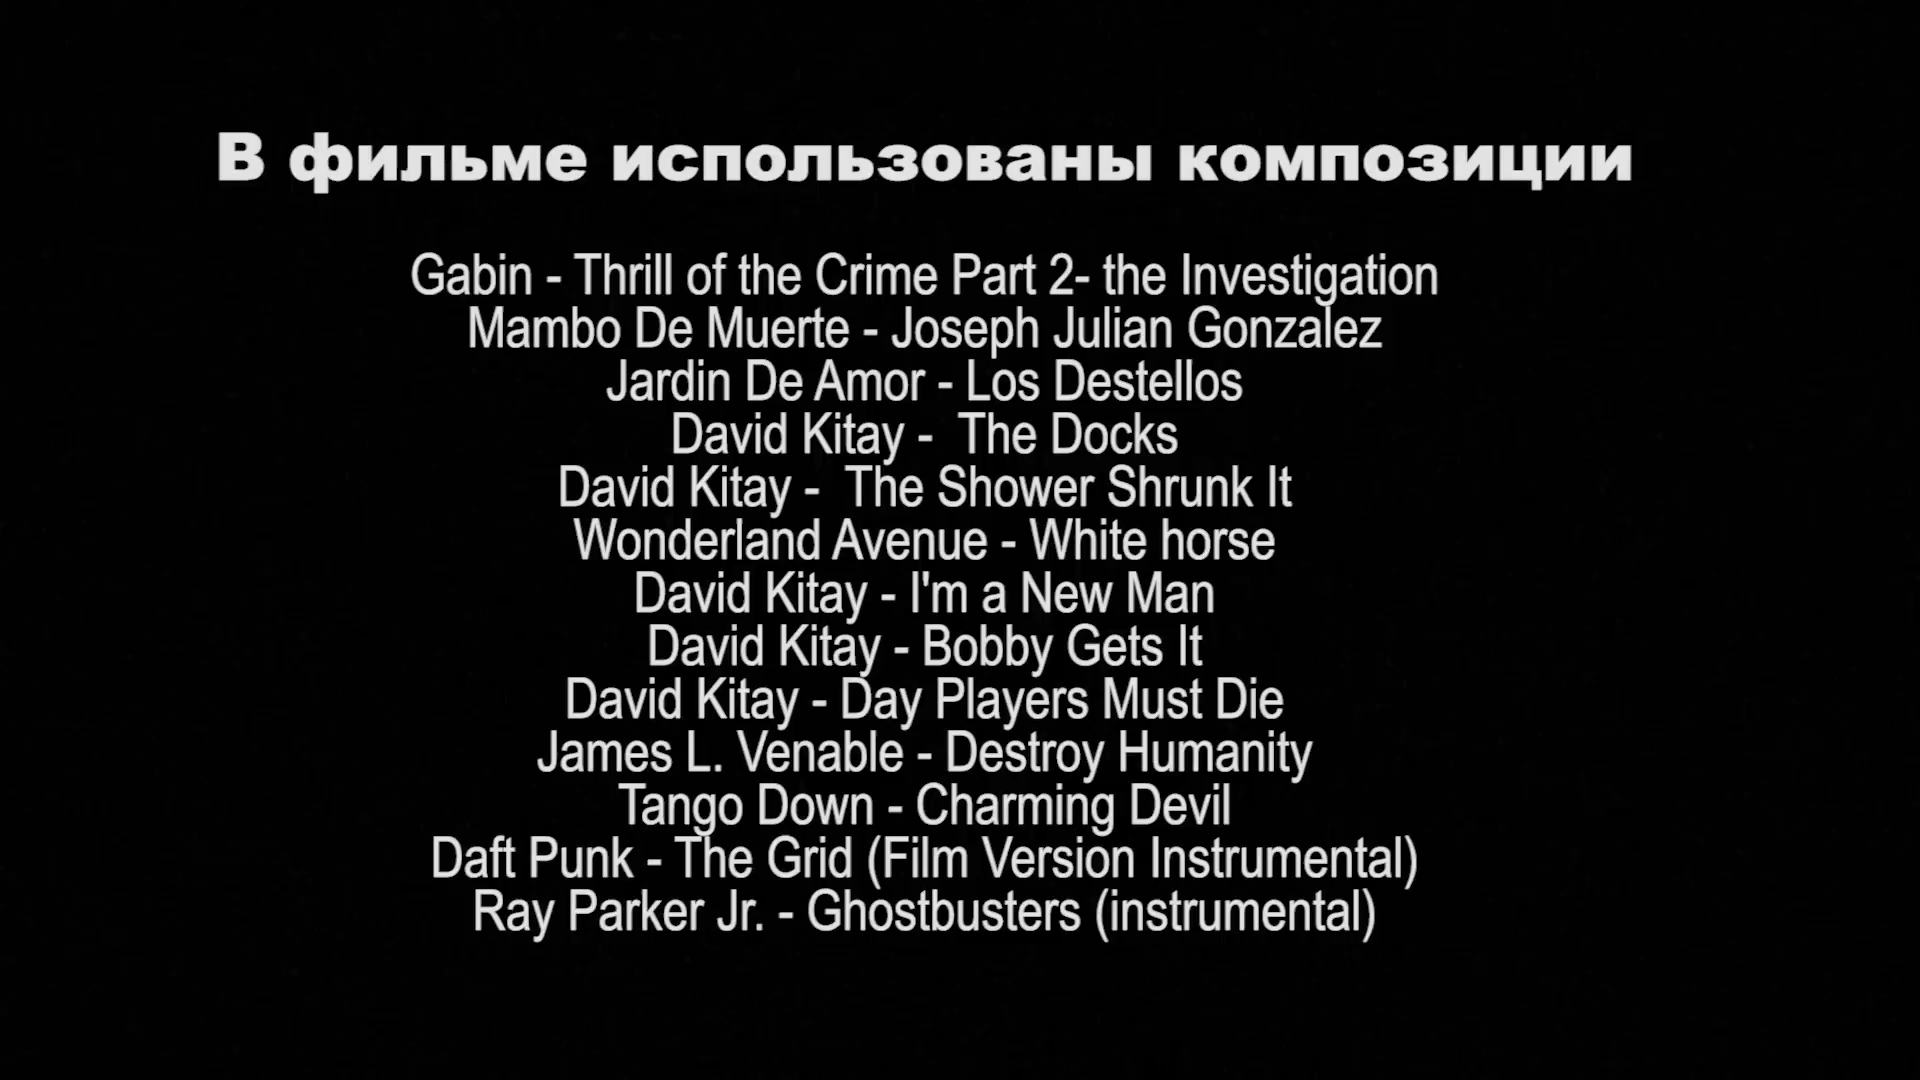 В фильме использованы композиции
Gabin - Thrill of the Crime Part 2- the Investigation
Mambo De Muerte - Joseph Julian Gonzalez
Jardin De Amor - Los Destellos
David Kitay -  The Docks
David Kitay -  The Shower Shrunk It
Wonderland Avenue - White horse
David Kitay - I'm a New Man
David Kitay - Bobby Gets It
David Kitay - Day Players Must Die
James L. Venable - Destroy Humanity
Tango Down - Charming Devil
Daft Punk - The Grid (Film Version Instrumental)
Ray Parker Jr. - Ghostbusters (instrumental)